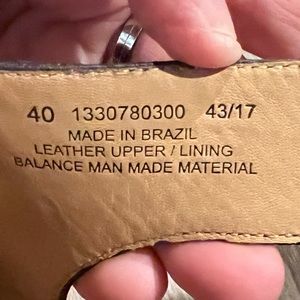 40 1330780300 43/17
MADE IN BRAZIL
LEATHER UPPER / LINING
BALANCE MAN MADE MATERIAL